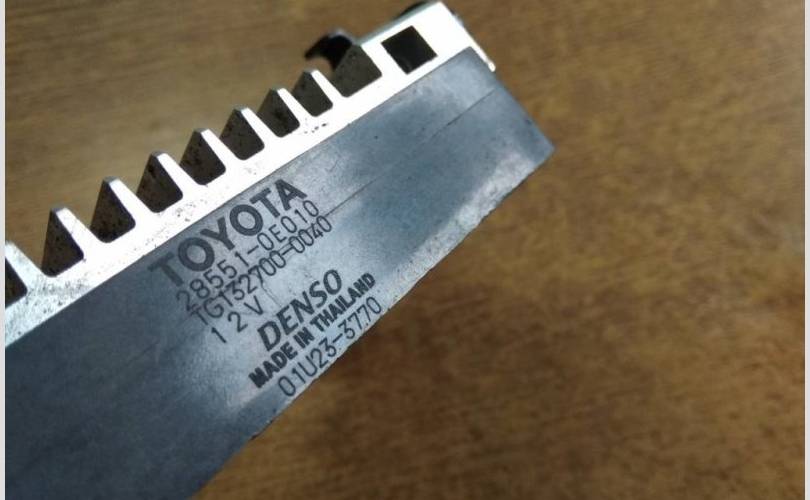 TOYOTA
28551-0E010
TG132700-0040
12V
DENSO
MADE IN THAILAND
01U23-3770